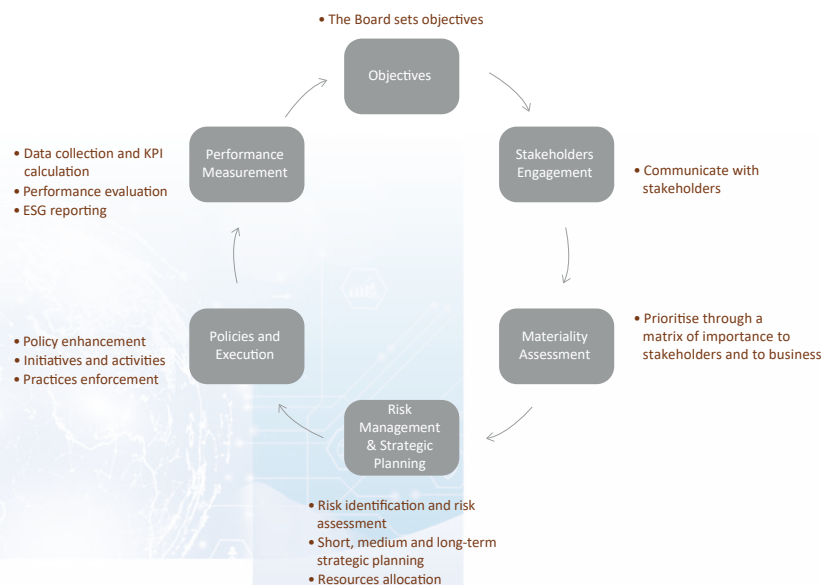 • The Board sets objectives
Objectives
Stakeholders
Engagement
• Communicate with
stakeholders
Materiality
Assessment
• Prioritise through a
matrix of importance to
stakeholders and to business
Risk
Management
& Strategic
Planning
• Risk identification and risk
assessment
• Short, medium and long-term
strategic planning
• Resources allocation
Policies and
Execution
• Policy enhancement
• Initiatives and activities
• Practices enforcement
Performance
Measurement
• Data collection and KPI
calculation
• Performance evaluation
• ESG reporting